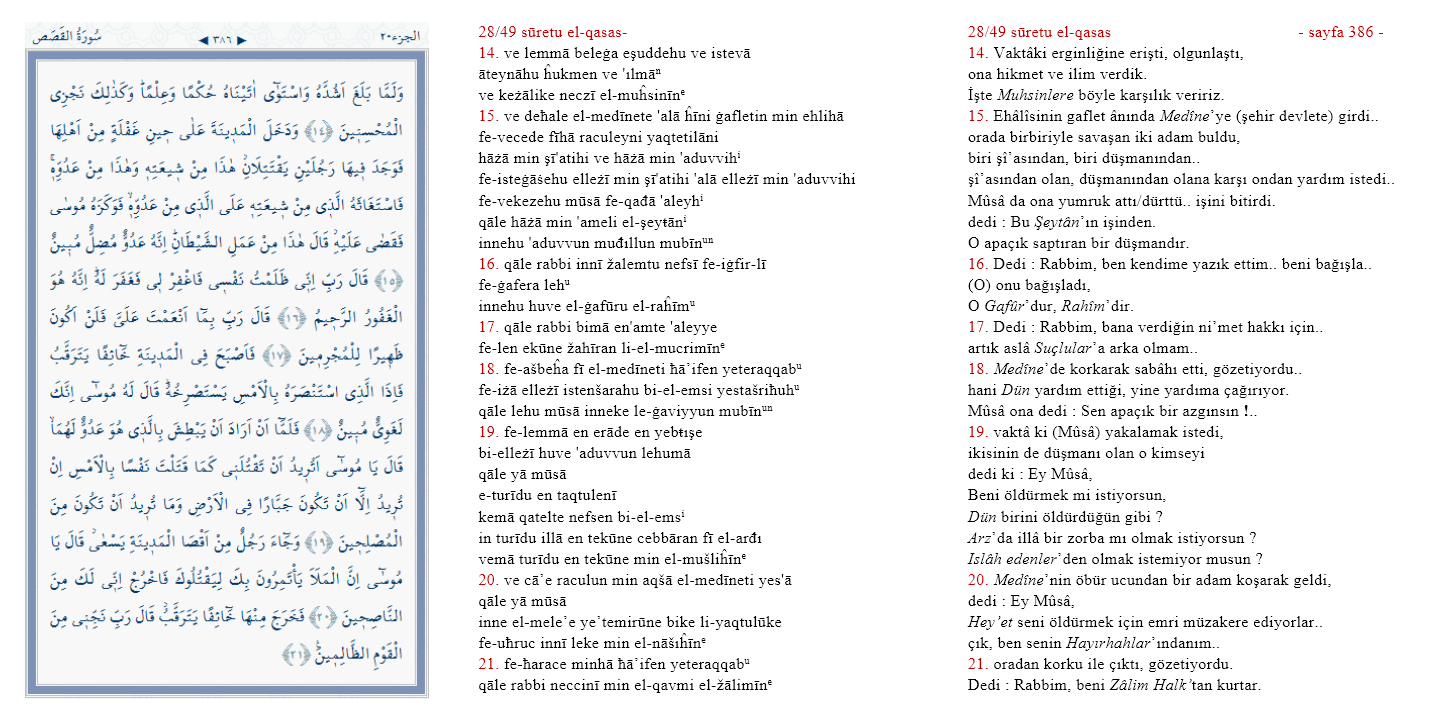 الجزء٢٠
◄ ٣٨٦ ►
سُورَةُ القَصَصِ
وَلَمَّا بَلَغَ اَشُدَّهُ وَاسْتَوٰٓى اٰتَيْنَاهُ حُكْمًا وَعِلْمًاۜ وَكَذٰلِكَ نَجْزِي
الْمُحْسِن۪ينَ ﴿١٤﴾ وَدَخَلَ الْمَد۪ينَةَ عَلٰى ح۪ينِ غَفْلَةٍ مِنْ اَهْلِهَا
فَوَجَدَ ف۪يهَا رَجُلَيْنِ يَقْتَتِلَانِۘ هٰذَا مِنْ ش۪يعَتِه۪ وَهٰذَا مِنْ عَدُوِّه۪ۚ
فَاسْتَغَاثَهُ الَّذ۪ي مِنْ ش۪يعَتِه۪ عَلَى الَّذ۪ي مِنْ عَدُوِّه۪ۙ فَوَكَزَهُ مُوسٰى
فَقَضٰى عَلَيْهِۘ قَالَ هٰذَا مِنْ عَمَلِ الشَّيْطَانِۜ اِنَّهُ عَدُوٌّ مُضِلٌّ مُب۪ينٌ
﴿١٥﴾ قَالَ رَبِّ اِنّ۪ي ظَلَمْتُ نَفْس۪ي فَاغْفِرْ ل۪ي فَغَفَرَ لَهُۜ اِنَّهُ هُوَ
الْغَفُورُ الرَّح۪يمُ ﴿١٦﴾ قَالَ رَبِّ بِمَٓا اَنْعَمْتَ عَلَيَّ فَلَنْ اَكُونَ
ظَه۪يرًا لِلْمُجْرِم۪ينَ ﴿١٧﴾ فَاَصْبَحَ فِي الْمَد۪ينَةِ خَٓائِفًا يَتَرَقَّبُ
فَاِذَا الَّذِي اسْتَنْصَرَهُ بِالْاَمْسِ يَسْتَصْرِخُهُۜ قَالَ لَهُ مُوسٰٓى اِنَّكَ
لَغَوِيٌّ مُب۪ينٌ ﴿١٨﴾ فَلَمَّٓا اَنْ اَرَادَ اَنْ يَبْطِشَ بِالَّذ۪ي هُوَ عَدُوٌّ لَهُمَاۙ
قَالَ يَا مُوسٰٓى اَتُر۪يدُ اَنْ تَقْتُلَن۪ي كَمَا قَتَلْتَ نَفْسًا بِالْاَمْسِ اِنْ
تُر۪يدُ اِلَّٓا اَنْ تَكُونَ جَبَّارًا فِي الْاَرْضِ وَمَا تُر۪يدُ اَنْ تَكُونَ مِنَ
الْمُصْلِح۪ينَ ﴿١٩﴾ وَجَٓاءَ رَجُلٌ مِنْ اَقْصَا الْمَد۪ينَةِ يَسْعٰىۘ قَالَ يَا
مُوسٰٓى اِنَّ الْمَلَاَ يَأْتَمِرُونَ بِكَ لِيَقْتُلُوكَ فَاخْرُجْ اِنّ۪ي لَكَ مِنَ
النَّاصِح۪ينَ ﴿٢٠﴾ فَخَرَجَ مِنْهَا خَٓائِفًا يَتَرَقَّبُۘ قَالَ رَبِّ نَجِّن۪ي مِنَ
الْقَوْمِ الظَّالِم۪ينَ۟ ﴿٢١﴾
28/49 sūretu el-qasas-
14. ve lemmā beleġa eşuddehu ve istevā
āteynāhu ĥukmen ve 'ılmāⁿ
ve keżālike neczī el-muĥsinīnᵉ
15. ve deħale el-medīnete 'alā ĥīni ġafletin min ehlihā
fe-vecede fīhā raculeyni yaqtetilāni
hāżā min şī'atihi ve hāżā min 'aduvvihⁱ
fe-isteġāŝehu elleżī min şī'atihi 'alā elleżī min 'aduvvihi
fe-vekezehu mūsā fe-qađā 'aleyhⁱ
qāle hāżā min 'ameli el-şeyŧāniⁱ
innehu 'aduvvun muđıllun mubīnᵘⁿ
16. qāle rabbi innī žalemtu nefsī fe-iġfir-lī
fe-ġafera lehᵘ
innehu huve el-ġafūru el-raĥīmᵘ
17. qāle rabbi bimā en'amte 'aleyye
fe-len ekūne žahīran li-el-mucrimīnᵉ
18. fe-ašbeĥa fī el-medīneti ħā’ifen yeteraqqabᵘ
fe-iżā elleżī istenšarahu bi-el-emsi yestašriħuhᵘ
qāle lehu mūsā inneke le-ġaviyyun mubīnᵘⁿ
19. fe-lemmā en erāde en yebŧışe
bi-elleżī huve 'aduvvun lehumā
qāle yā mūsā
e-turīdu en taqtulenī
kemā qatelte nefsen bi-el-emsⁱ
in turīdu illā en tekūne cebbāran fī el-arđı
vemā turīdu en tekūne min el-mušliĥīnᵉ
20. ve cā’e raculun min aqšā el-medīneti yes'ā
qāle yā mūsā
inne el-mele’e ye’temirūne bike li-yaqtulūke
fe-uħruc innī leke min el-nāšıĥīnᵉ
21. fe-ħarace minhā ħā’ifen yeteraqqabᵘ
qāle rabbi neccinī min el-qavmi el-žālimīnᵉ
28/49 sūretu el-qasas - sayfa 386 -
14. Vaktâki erginliğine erişti, olgunlaştı,
ona hikmet ve ilim verdik.
İşte Muhsinlere böyle karşılık veririz.
15. Ehâlîsinin gaflet ânında Medîne’ye (şehir devlete) girdi..
orada birbiriyle savaşan iki adam buldu,
biri şî’asından, biri düşmanından..
şî’asından olan, düşmanından olana karşı ondan yardım istedi..
Mûsâ da ona yumruk attı/dürttü.. işini bitirdi.
dedi : Bu Şeytân’ın işinden.
O apaçık saptıran bir düşmandır.
16. Dedi : Rabbim, ben kendime yazık ettim.. beni bağışla..
(O) onu bağışladı,
O Gafûr’dur, Rahîm’dir.
17. Dedi : Rabbim, bana verdiğin ni’met hakkı için..
artık aslâ Suçlular’a arka olmam..
18. Medîne’de korkarak sabâhı etti, gözetiyordu..
hani Dün yardım ettiği, yine yardıma çağırıyor.
Mûsâ ona dedi : Sen apaçık bir azgınsın !..
19. vaktâ ki (Mûsâ) yakalamak istedi,
ikisinin de düşmanı olan o kimseyi
dedi ki : Ey Mûsâ,
Beni öldürmek mi istiyorsun,
Dün birini öldürdüğün gibi ?
Arz’da illâ bir zorba mı olmak istiyorsun ?
Islâh edenler’den olmak istemiyor musun ?
20. Medîne’nin öbür ucundan bir adam koşarak geldi,
dedi : Ey Mûsâ,
Hey’et seni öldürmek için emri müzakere ediyorlar..
çık, ben senin Hayırhahlar’ındanım..
21. oradan korku ile çıktı, gözetiyordu.
Dedi : Rabbim, beni Zâlim Halk’tan kurtar.